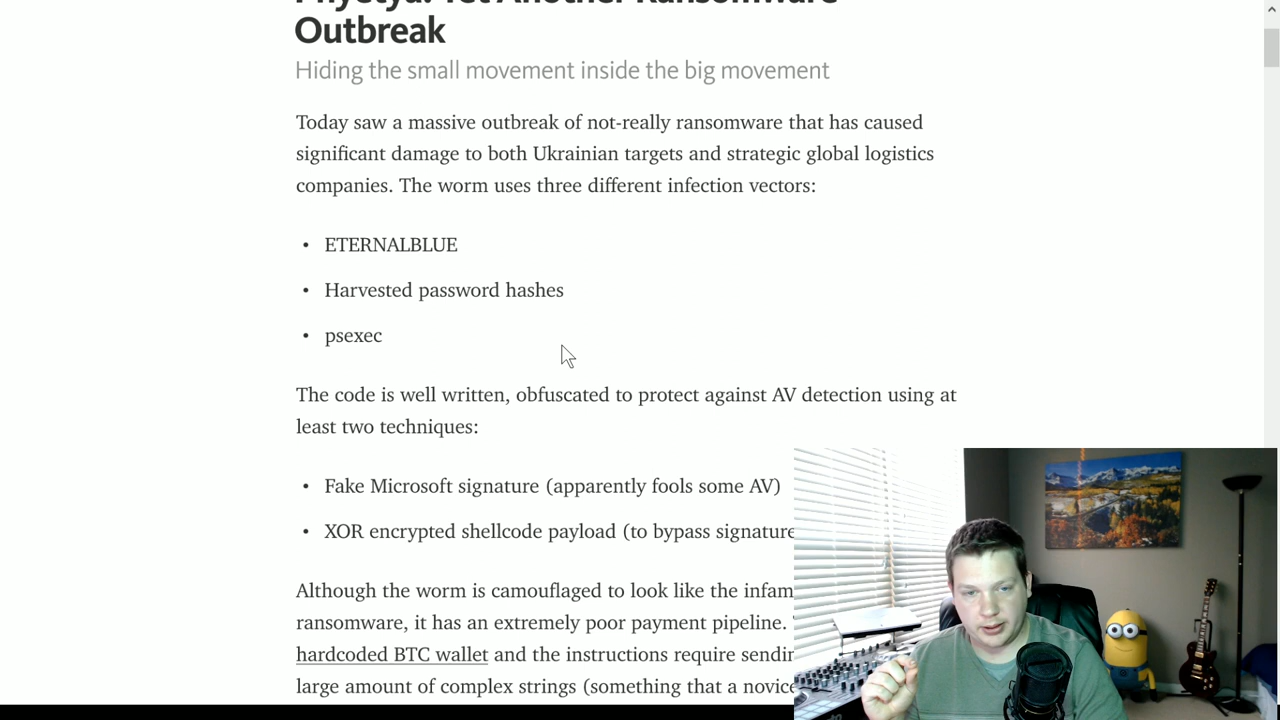 Outbreak
Hiding the small movement inside the big movement
Today saw a massive outbreak of not-really ransomware that has caused
significant damage to both Ukrainian targets and strategic global logistics
companies. The worm uses three different infection vectors:
• ETERNALBLUE
• Harvested password hashes
• psexec
The code is well written, obfuscated to protect against AV detection using at
least two techniques:
• Fake Microsoft signature (apparently fools some AV)
• XOR encrypted shellcode payload (to bypass signature
Although the worm is camouflaged to look like the infam
ransomware, it has an extremely poor payment pipeline.
hardcoded BTC wallet and the instructions require sendin
large amount of complex strings (something that a novice